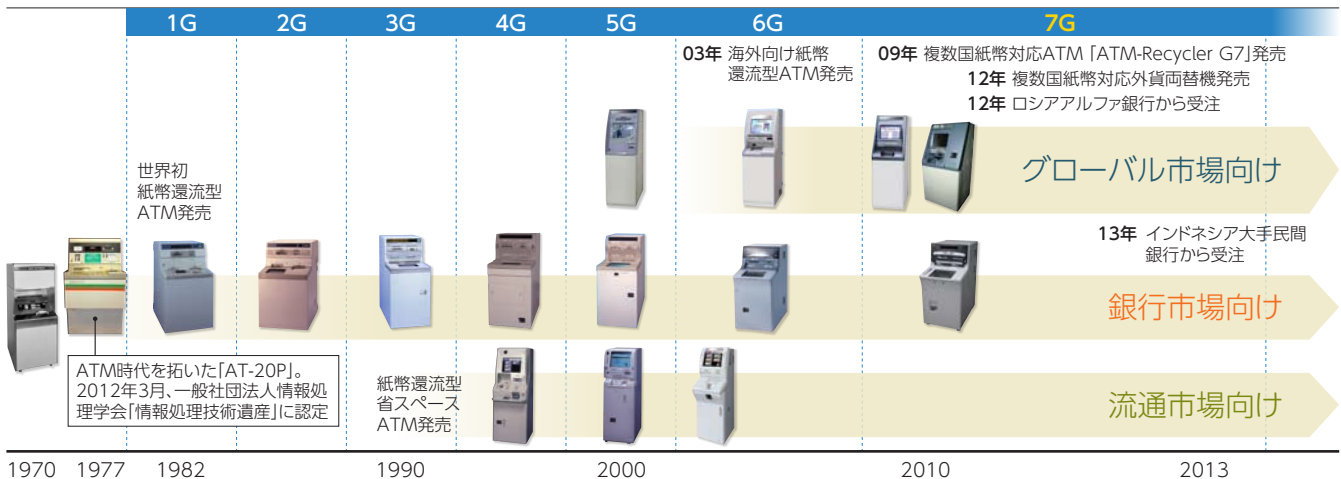 1G 2G 3G 4G 5G 6G 7G
03年 海外向け紙幣
還流型ATM発売
09年 複数国紙幣対応ATM「ATM-Recycler G7」発売
12年 複数国紙幣対応外貨両替機発売
12年 ロシアアルファ銀行から受注
グローバル市場向け
世界初
紙幣還流型
ATM発売
13年 インドネシア大手民間
銀行から受注
銀行市場向け
ATM時代を拓いた「AT-20P」。
2012年3月、一般社団法人情報処
理学会「情報処理技術遺産」に認定
紙幣還流型
省スペース
ATM発売
流通市場向け
1970 1977 1982 1990 2000 2010 2013